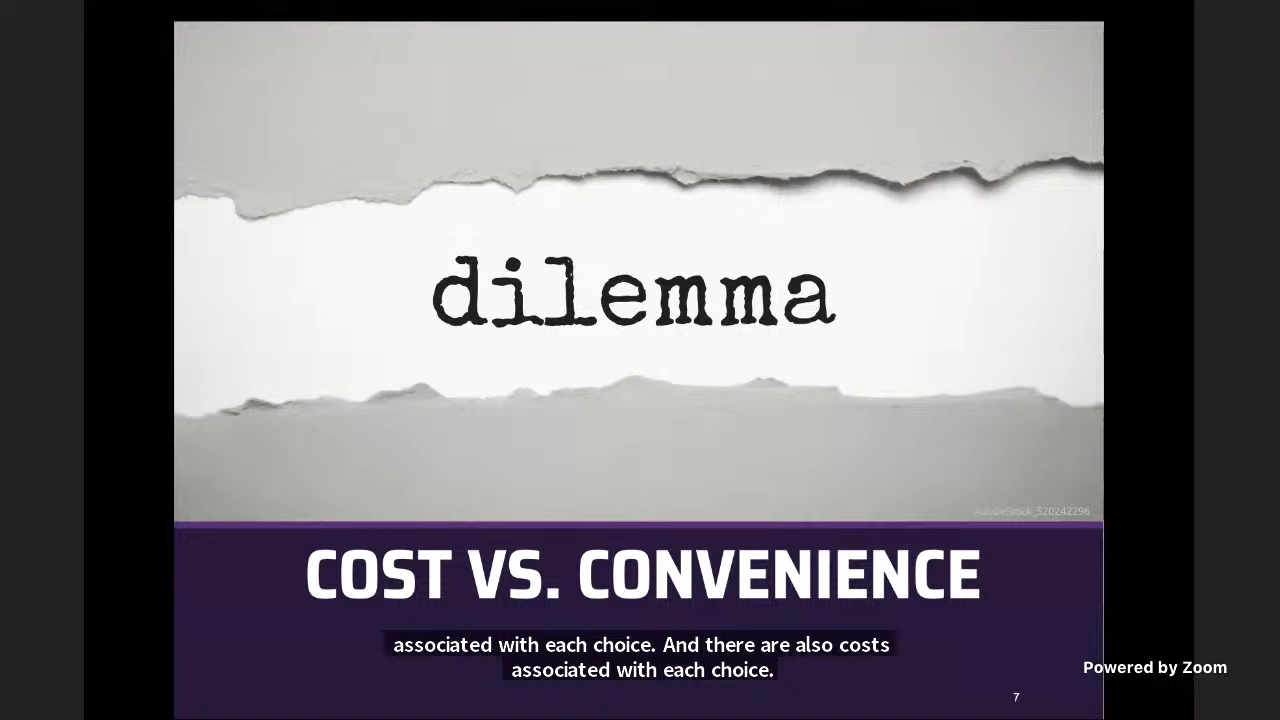 dilemma
AdobeStock_320242296
COST VS. CONVENIENCE
associated with each choice. And there are also costs
associated with each choice.
Powered by Zoom
7